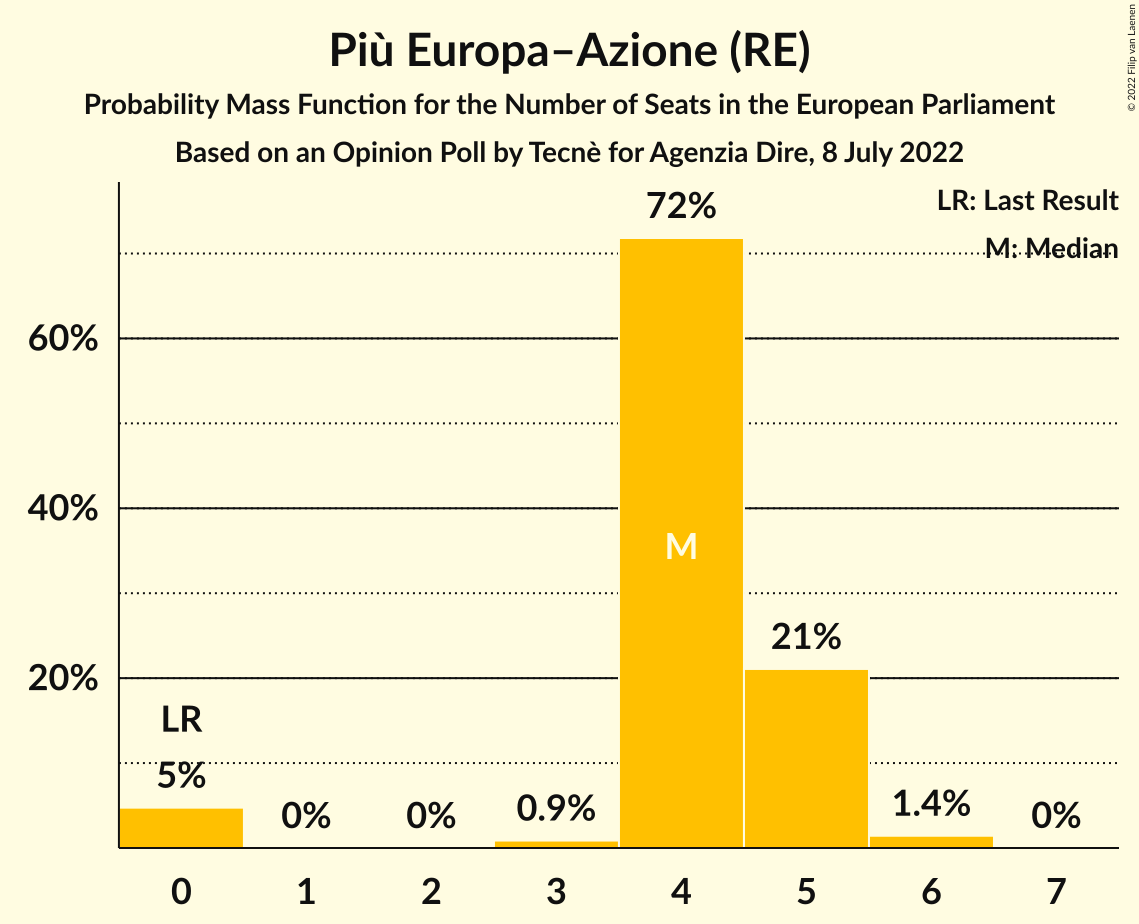 Più Europa–Azione (RE)
Probability Mass Function for the Number of Seats in the European Parliament
Based on an Opinion Poll by Tecnè for Agenzia Dire, 8 July 2022
© 2022 Filip van Laenen
LR: Last Result
M: Median
72%
60%
40%
M
21%
20%
LR
5%
0%
0%
0.9%
1.4%
0%
0 1 2 3 4 5 6 7